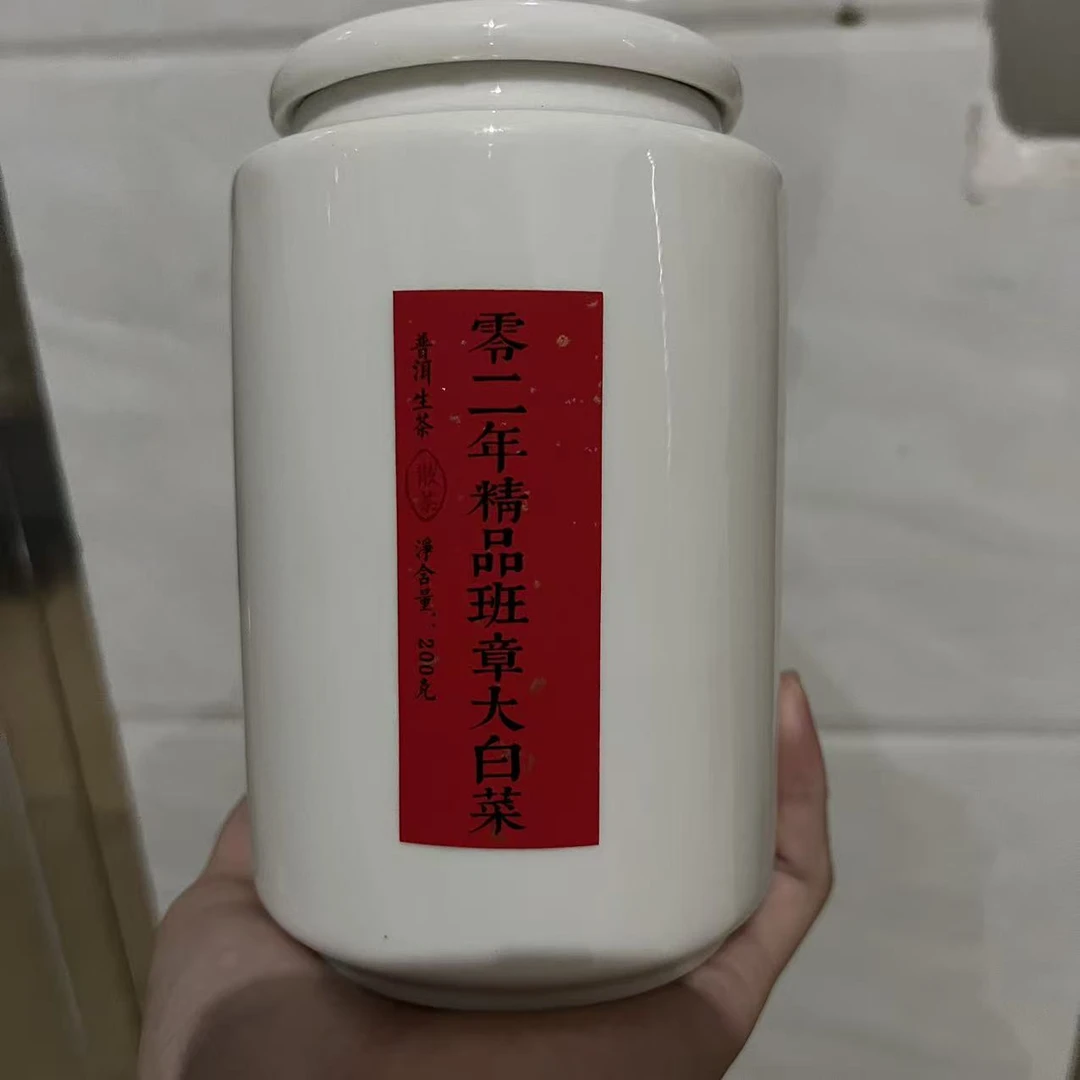 零二年精品班章大白菜
普洱生茶
散茶
淨含量：200克